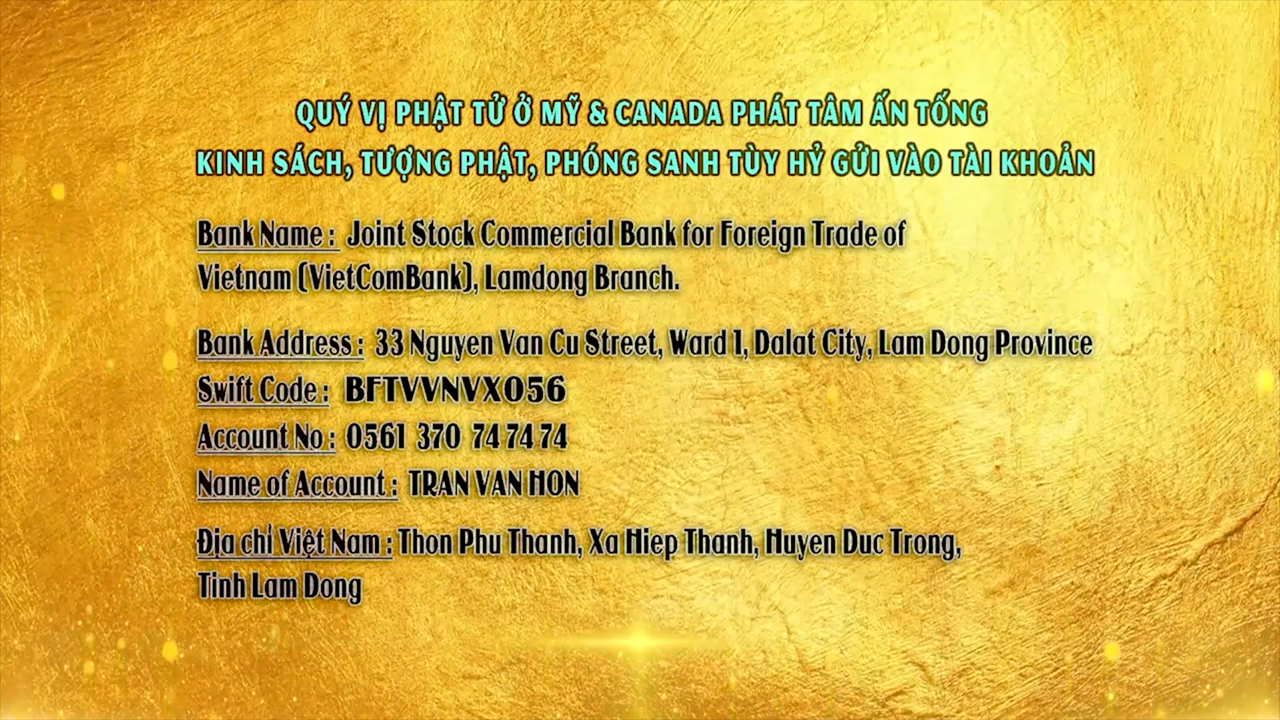 QUÝ VỊ PHẬT TỬ Ở MỸ & CANADA PHÁT TÂM ẤN TỐNG
KINH SÁCH, TƯỢNG PHẬT, PHÓNG SANH TÙY HỶ GỬI VÀO TÀI KHOẢN
Bank Name : Joint Stock Commercial Bank for Foreign Trade of
Vietnam (VietComBank), Lamdong Branch.
Bank Address : 33 Nguyen Van Cu Street, Ward 1, Dalat City, Lam Dong Province
Swift Code : BFTVVNVX056
Account No : 0561 370 74 74 74
Name of Account : TRAN VAN HON
Địa chỉ Việt Nam : Thon Phu Thanh, Xa Hiep Thanh, Huyen Duc Trong,
Tinh Lam Dong